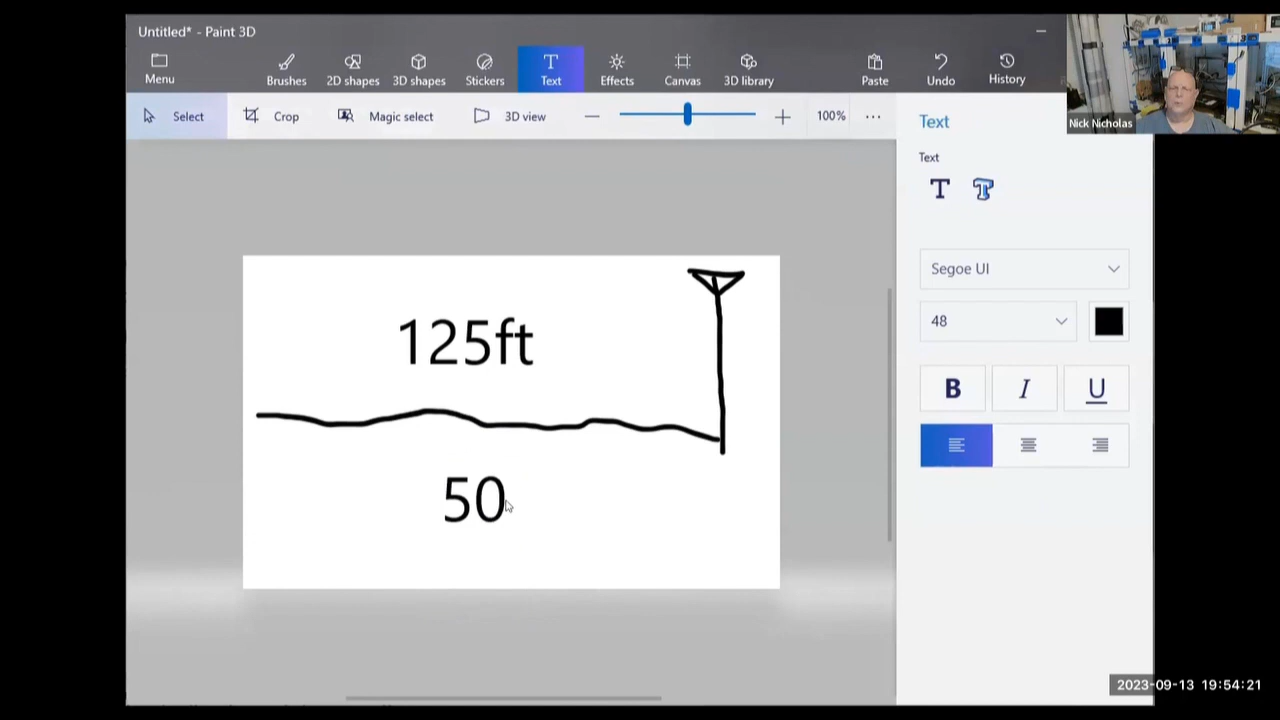 Untitled* - Paint 3D
Menu
Brushes
2D shapes
3D shapes
Stickers
Text
Effects
Canvas
3D library
Paste
Undo
History
Nick Nicholas
Select
Crop
Magic select
3D view
100%
Text
Text
T
T
Segoe UI
48
B
I
U
125ft
50
2023-09-13 19:54:21